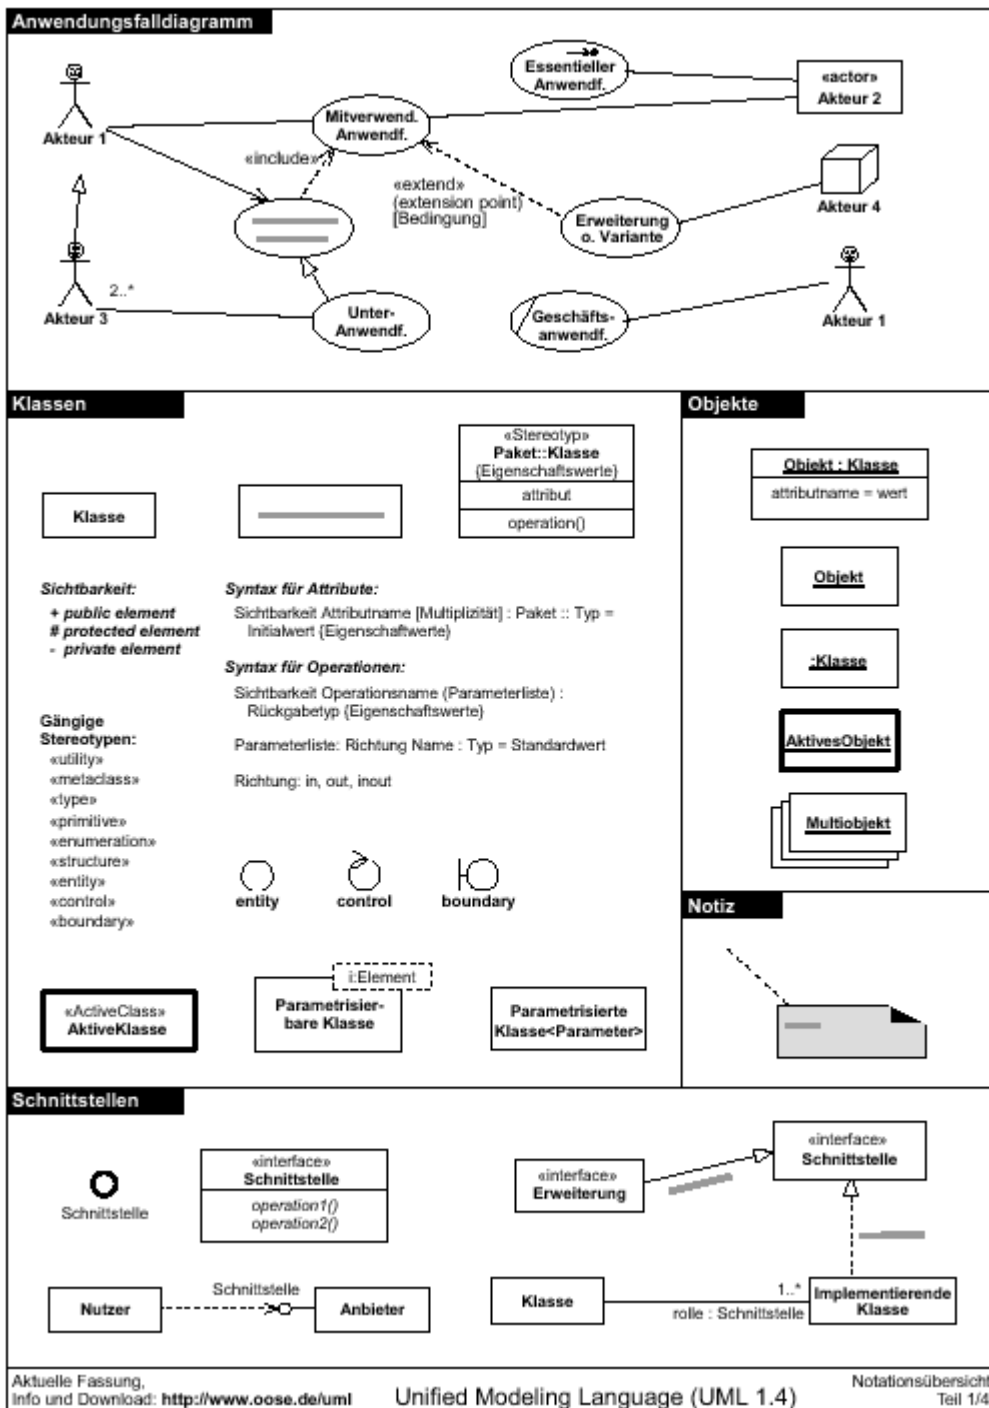 Anwendungsfalldiagramm
Essentieller
Anwendf.
«actor»
Akteur 2
Mitverwend.
Anwendf.
Akteur 1
«include»
«extend»
(extension point)
[Bedingung]
Akteur 4
Erweiterung
o. Variante
2..*
Akteur 3
Unter-
Anwendf.
Geschäfts-
anwendf.
Akteur 1
Klassen
Klasse
«Stereotyp»
Paket::Klasse
{Eigenschaftswerte}
attribut
operation()
Sichtbarkeit:
+ public element
# protected element
- private element
Syntax für Attribute:
Sichtbarkeit Attributname [Multiplizität] : Paket :: Typ =
Initialwert {Eigenschaftwerte}
Syntax für Operationen:
Sichtbarkeit Operationsname (Parameterliste) :
Rückgabetyp {Eigenschaftswerte}
Parameterliste: Richtung Name : Typ = Standardwert
Richtung: in, out, inout
Gängige
Stereotypen:
«utility»
«metaclass»
«type»
«primitive»
«enumeration»
«structure»
«entity»
«control»
«boundary»
entity
control
boundary
«ActiveClass»
AktiveKlasse
i:Element
Parametrisier-
bare Klasse
Parametrisierte
Klasse<Parameter>
Objekte
Objekt : Klasse
attributname = wert
Objekt
:Klasse
AktivesObjekt
Multiobjekt
Notiz
Schnittstellen
Schnittstelle
«interface»
Schnittstelle
operation1()
operation2()
«interface»
Erweiterung
«interface»
Schnittstelle
Nutzer
Schnittstelle
Anbieter
Klasse
1..*
rolle : Schnittstelle
Implementierende
Klasse
Aktuelle Fassung,
Info und Download: http://www.oose.de/uml
Unified Modeling Language (UML 1.4)
Notationsübersicht
Teil 1/4